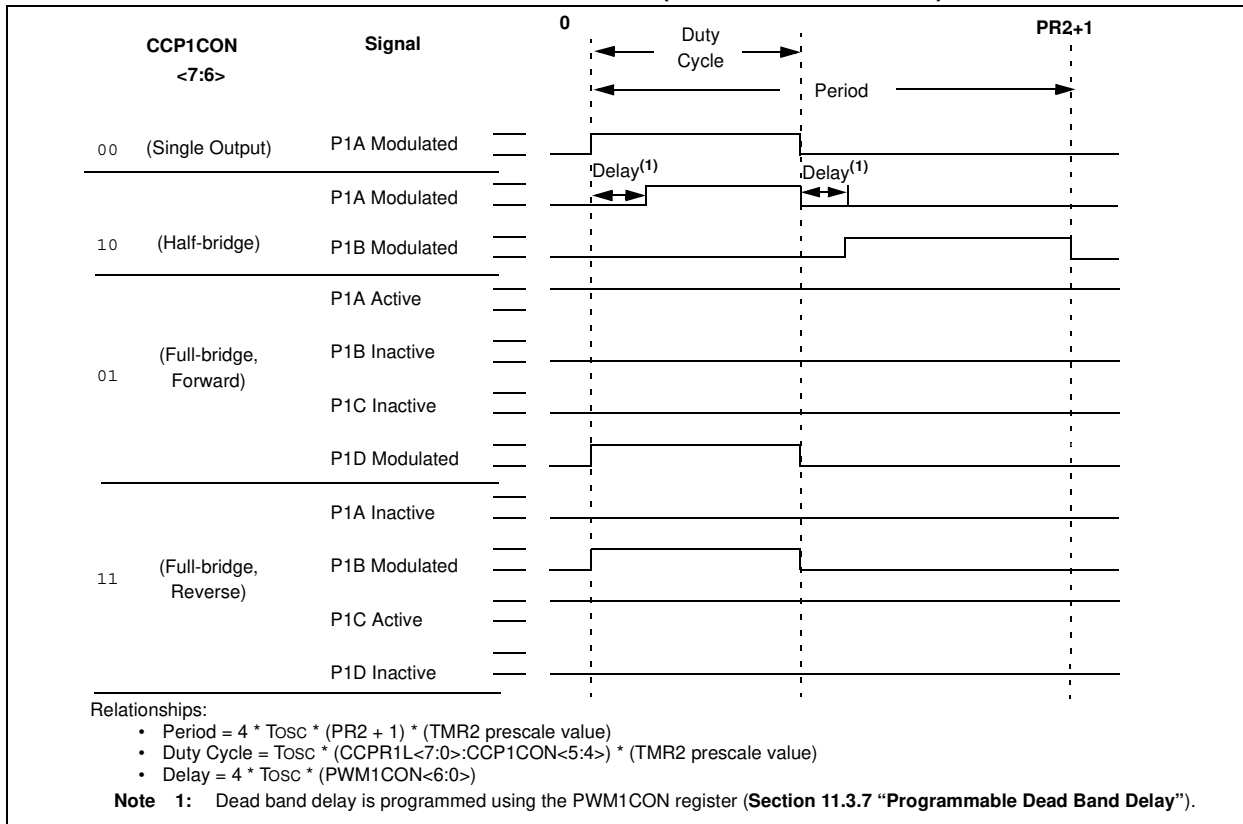 0
PR2+1
CCP1CON
<7:6>
Signal
Duty
Cycle
Period
00 (Single Output) P1A Modulated
Delay(1) Delay(1)
P1A Modulated
10 (Half-bridge) P1B Modulated
P1A Active
01 (Full-bridge,
Forward)
P1B Inactive
P1C Inactive
P1D Modulated
P1A Inactive
11 (Full-bridge,
Reverse)
P1B Modulated
P1C Active
P1D Inactive
Relationships:
• Period = 4 * TOSC * (PR2 + 1) * (TMR2 prescale value)
• Duty Cycle = TOSC * (CCPR1L<7:0>:CCP1CON<5:4>) * (TMR2 prescale value)
• Delay = 4 * TOSC * (PWM1CON<6:0>)
Note 1: Dead band delay is programmed using the PWM1CON register (Section 11.3.7 “Programmable Dead Band Delay”).